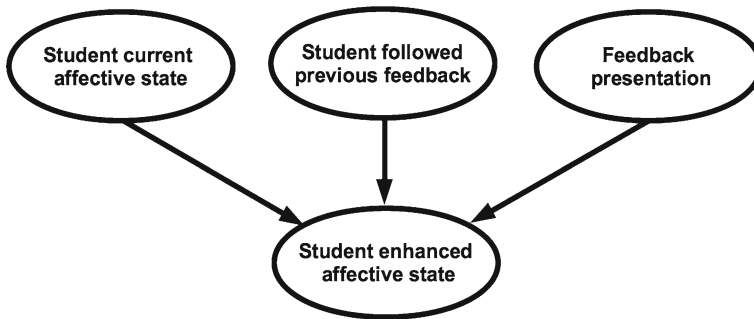 Student current
affective state
Student followed
previous feedback
Feedback
presentation
Student enhanced
affective state